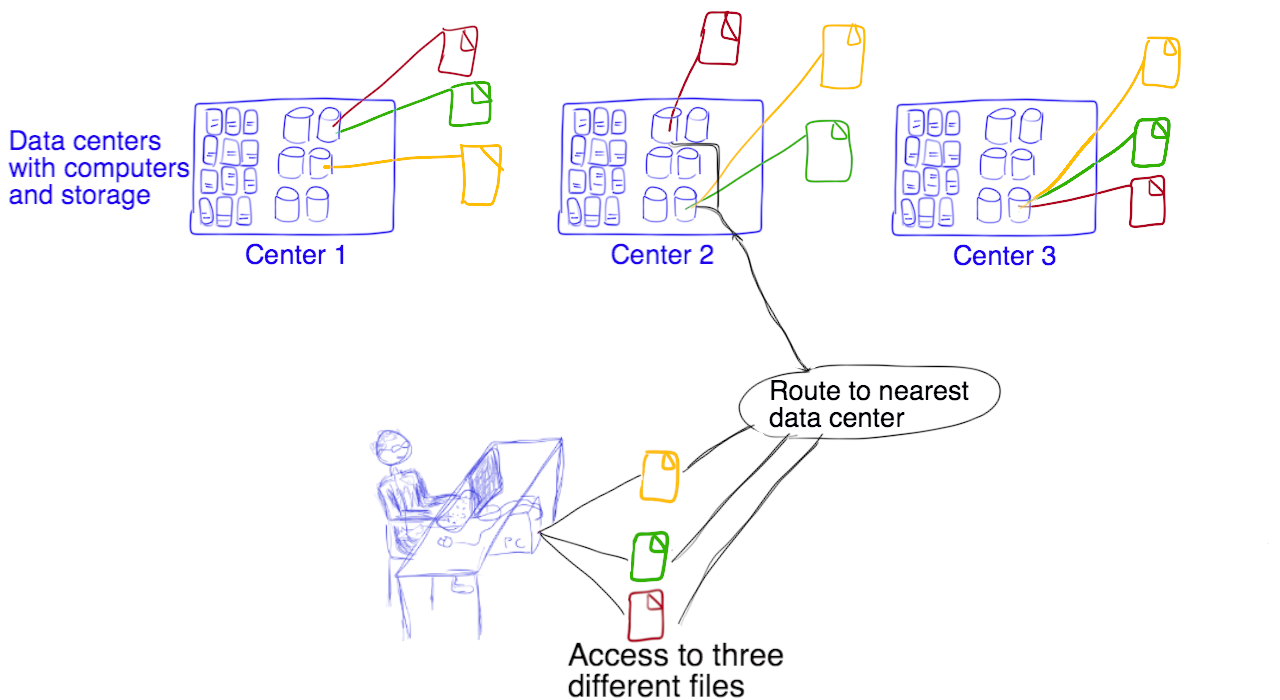 Data centers
with computers
and storage
Center 1
Center 2
Center 3
Route to nearest
data center
PC
Access to three
different files